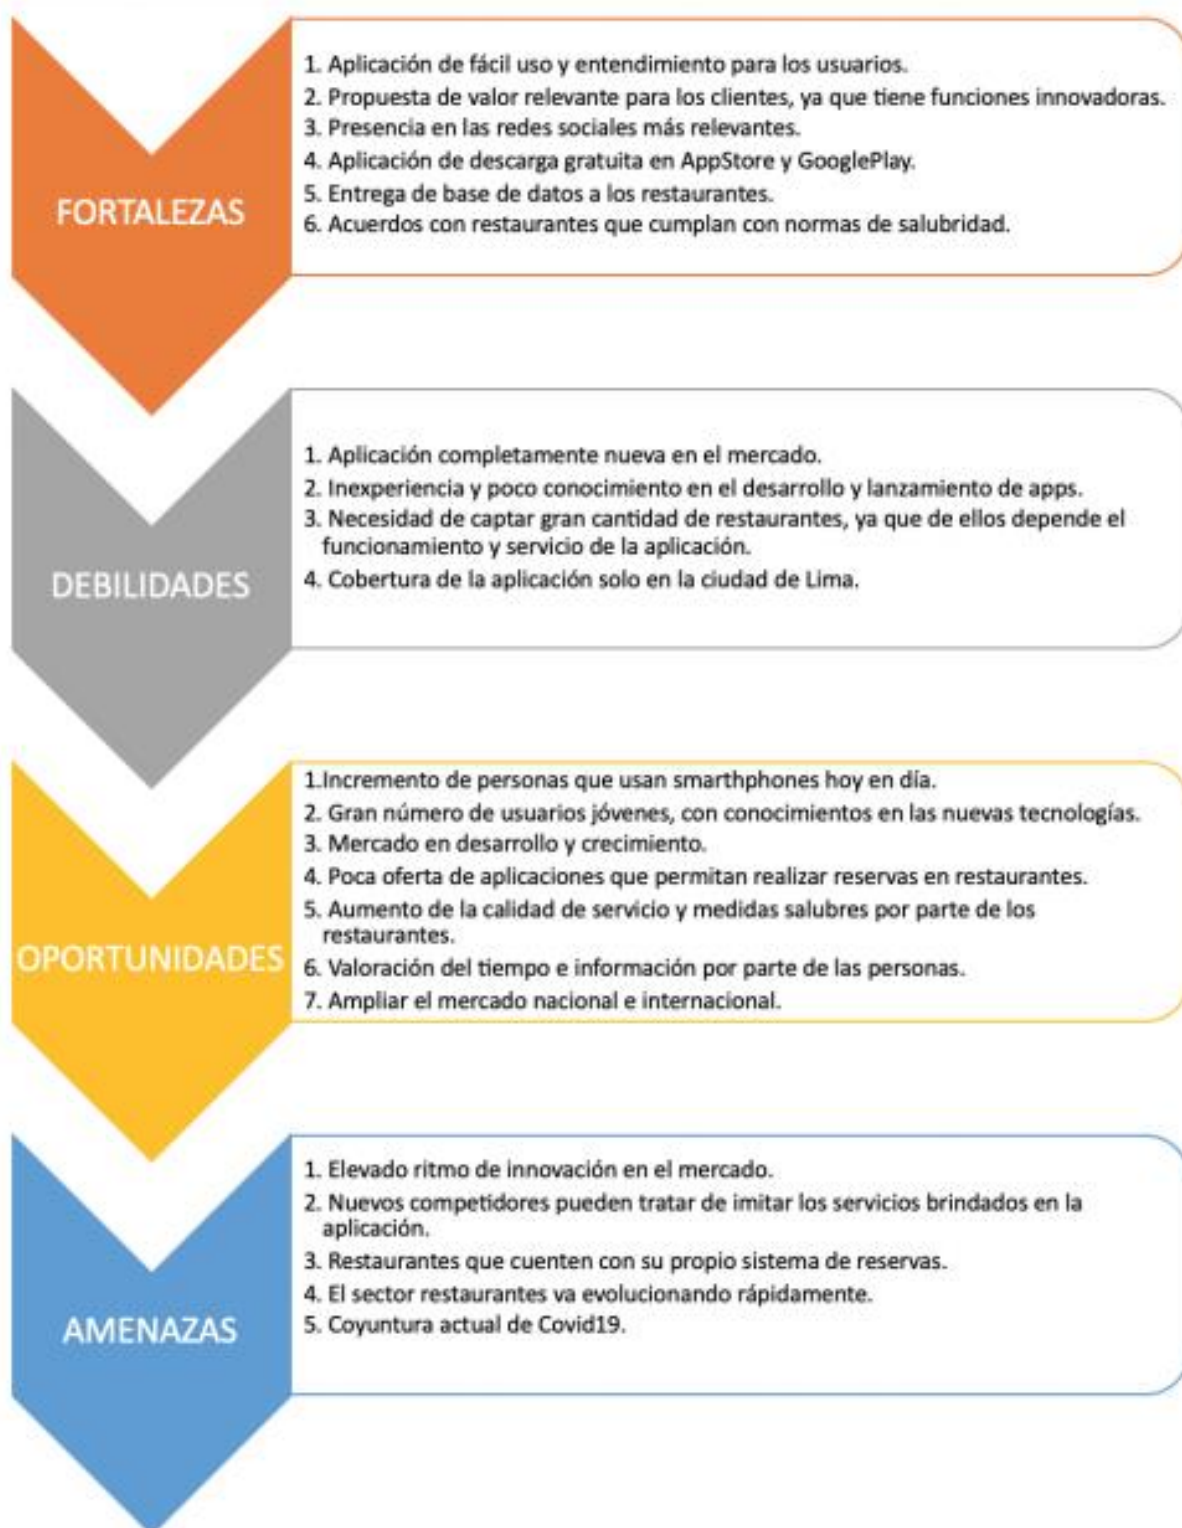 FORTALEZAS
1. Aplicación de fácil uso y entendimiento para los usuarios.
2. Propuesta de valor relevante para los clientes, ya que tiene funciones innovadoras.
3. Presencia en las redes sociales más relevantes.
4. Aplicación de descarga gratuita en AppStore y GooglePlay.
5. Entrega de base de datos a los restaurantes.
6. Acuerdos con restaurantes que cumplan con normas de salubridad.
DEBILIDADES
1. Aplicación completamente nueva en el mercado.
2. Inexperiencia y poco conocimiento en el desarrollo y lanzamiento de apps.
3. Necesidad de captar gran cantidad de restaurantes, ya que de ellos depende el
funcionamiento y servicio de la aplicación.
4. Cobertura de la aplicación solo en la ciudad de Lima.
OPORTUNIDADES
1.Incremento de personas que usan smarthphones hoy en día.
2. Gran número de usuarios jóvenes, con conocimientos en las nuevas tecnologías.
3. Mercado en desarrollo y crecimiento.
4. Poca oferta de aplicaciones que permitan realizar reservas en restaurantes.
5. Aumento de la calidad de servicio y medidas salubres por parte de los
restaurantes.
6. Valoración del tiempo e información por parte de las personas.
7. Ampliar el mercado nacional e internacional.
AMENAZAS
1. Elevado ritmo de innovación en el mercado.
2. Nuevos competidores pueden tratar de imitar los servicios brindados en la
aplicación.
3. Restaurantes que cuenten con su propio sistema de reservas.
4. El sector restaurantes va evolucionando rápidamente.
5. Coyuntura actual de Covid19.